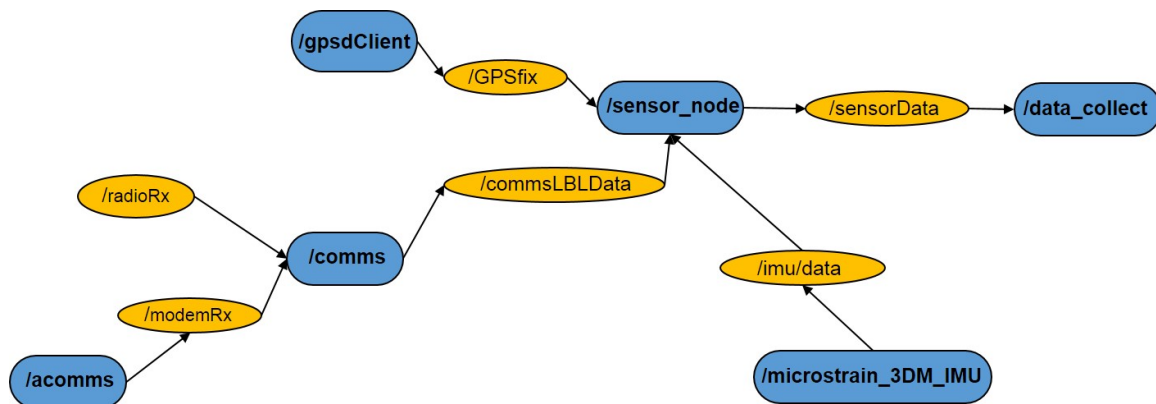 /gpsdClient
/GPSfix
/sensor_node
/sensorData
/data_collect
/radioRx
/commsLBLData
/comms
/imu/data
/modemRx
/acomms
/microstrain_3DM_IMU